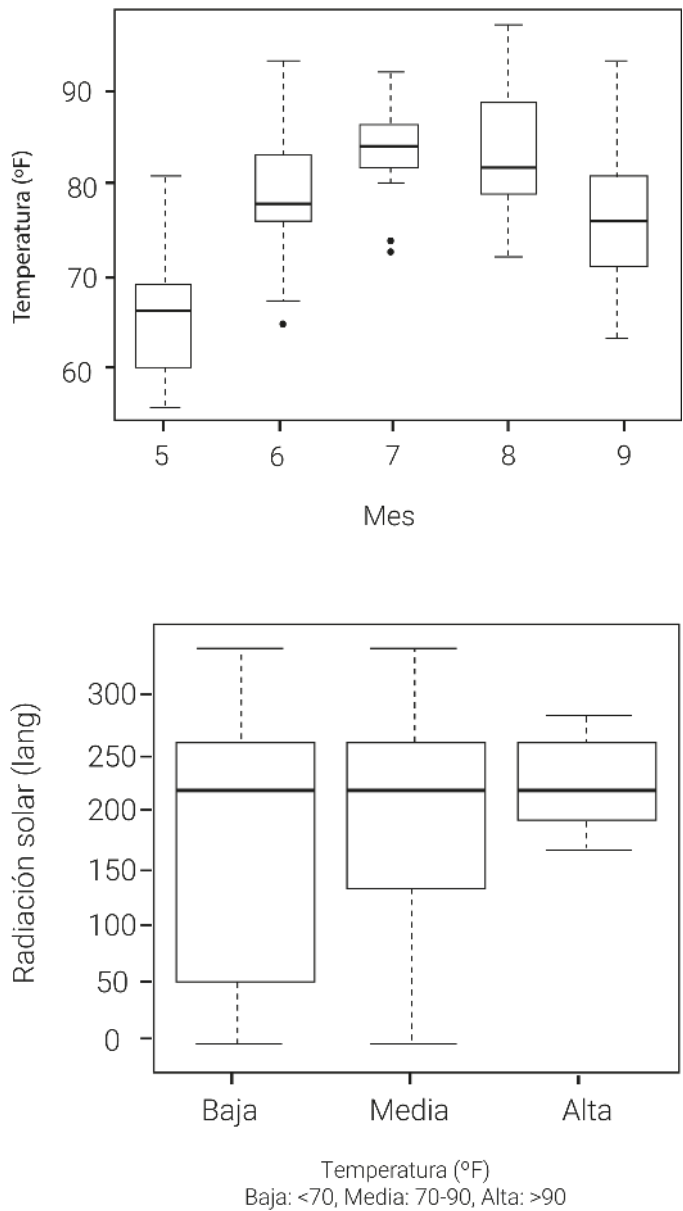 Temperatura (ºF)
90
80
70
60
5 6 7 8 9
Mes
Radiación solar (lang)
300
250
200
150
100
50
0
Baja Media Alta
Temperatura (ºF)
Baja: <70, Media: 70-90, Alta: >90